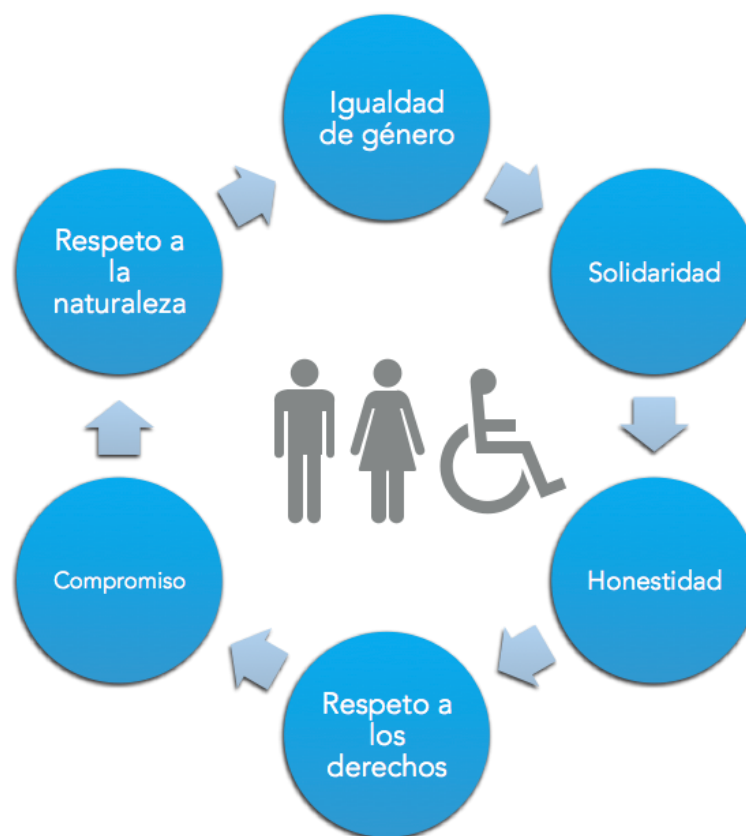 Igualdad
de género
Solidaridad
Honestidad
Respeto a
los
derechos
Compromiso
Respeto a
la
naturaleza